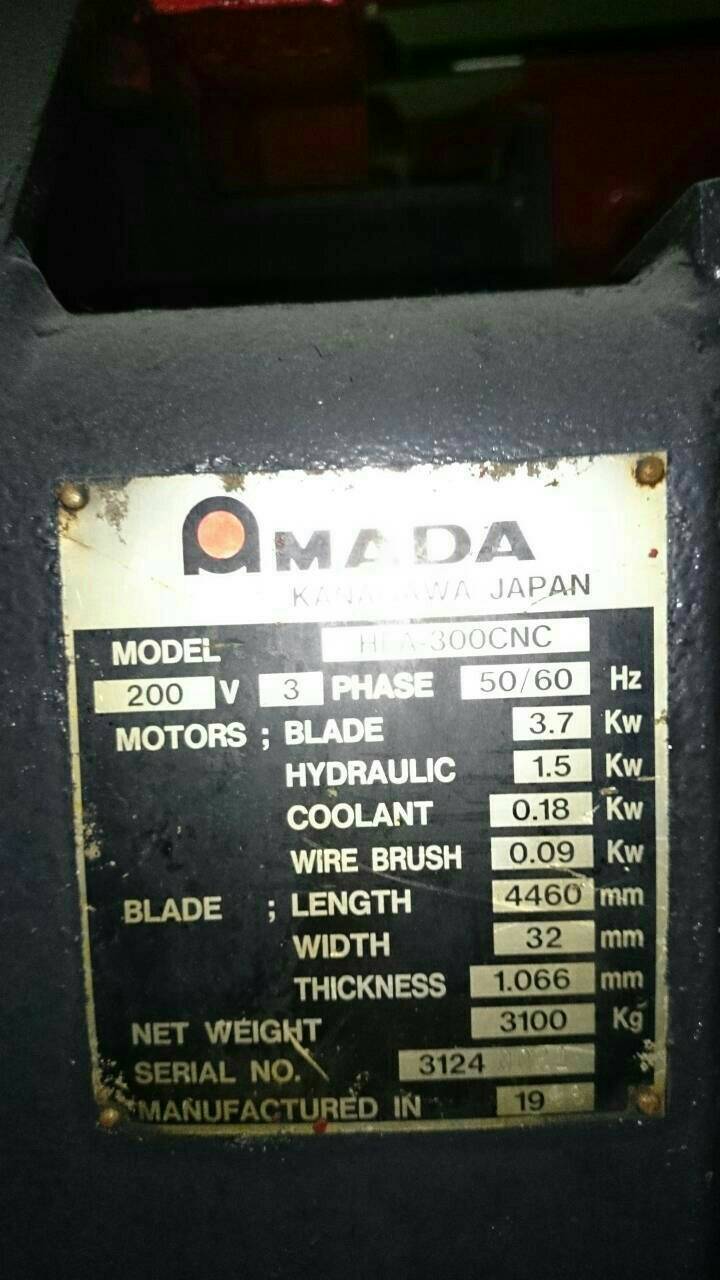 AMADA
KANAGAWA JAPAN
MODEL HFA-300CNC
200 V 3 PHASE 50/60 Hz
MOTORS ; BLADE 3.7 Kw
HYDRAULIC 1.5 Kw
COOLANT 0.18 Kw
WIRE BRUSH 0.09 Kw
BLADE ; LENGTH 4460 mm
WIDTH 32 mm
THICKNESS 1.066 mm
NET WEIGHT 3100 Kg
SERIAL NO. 3124
MANUFACTURED IN 19